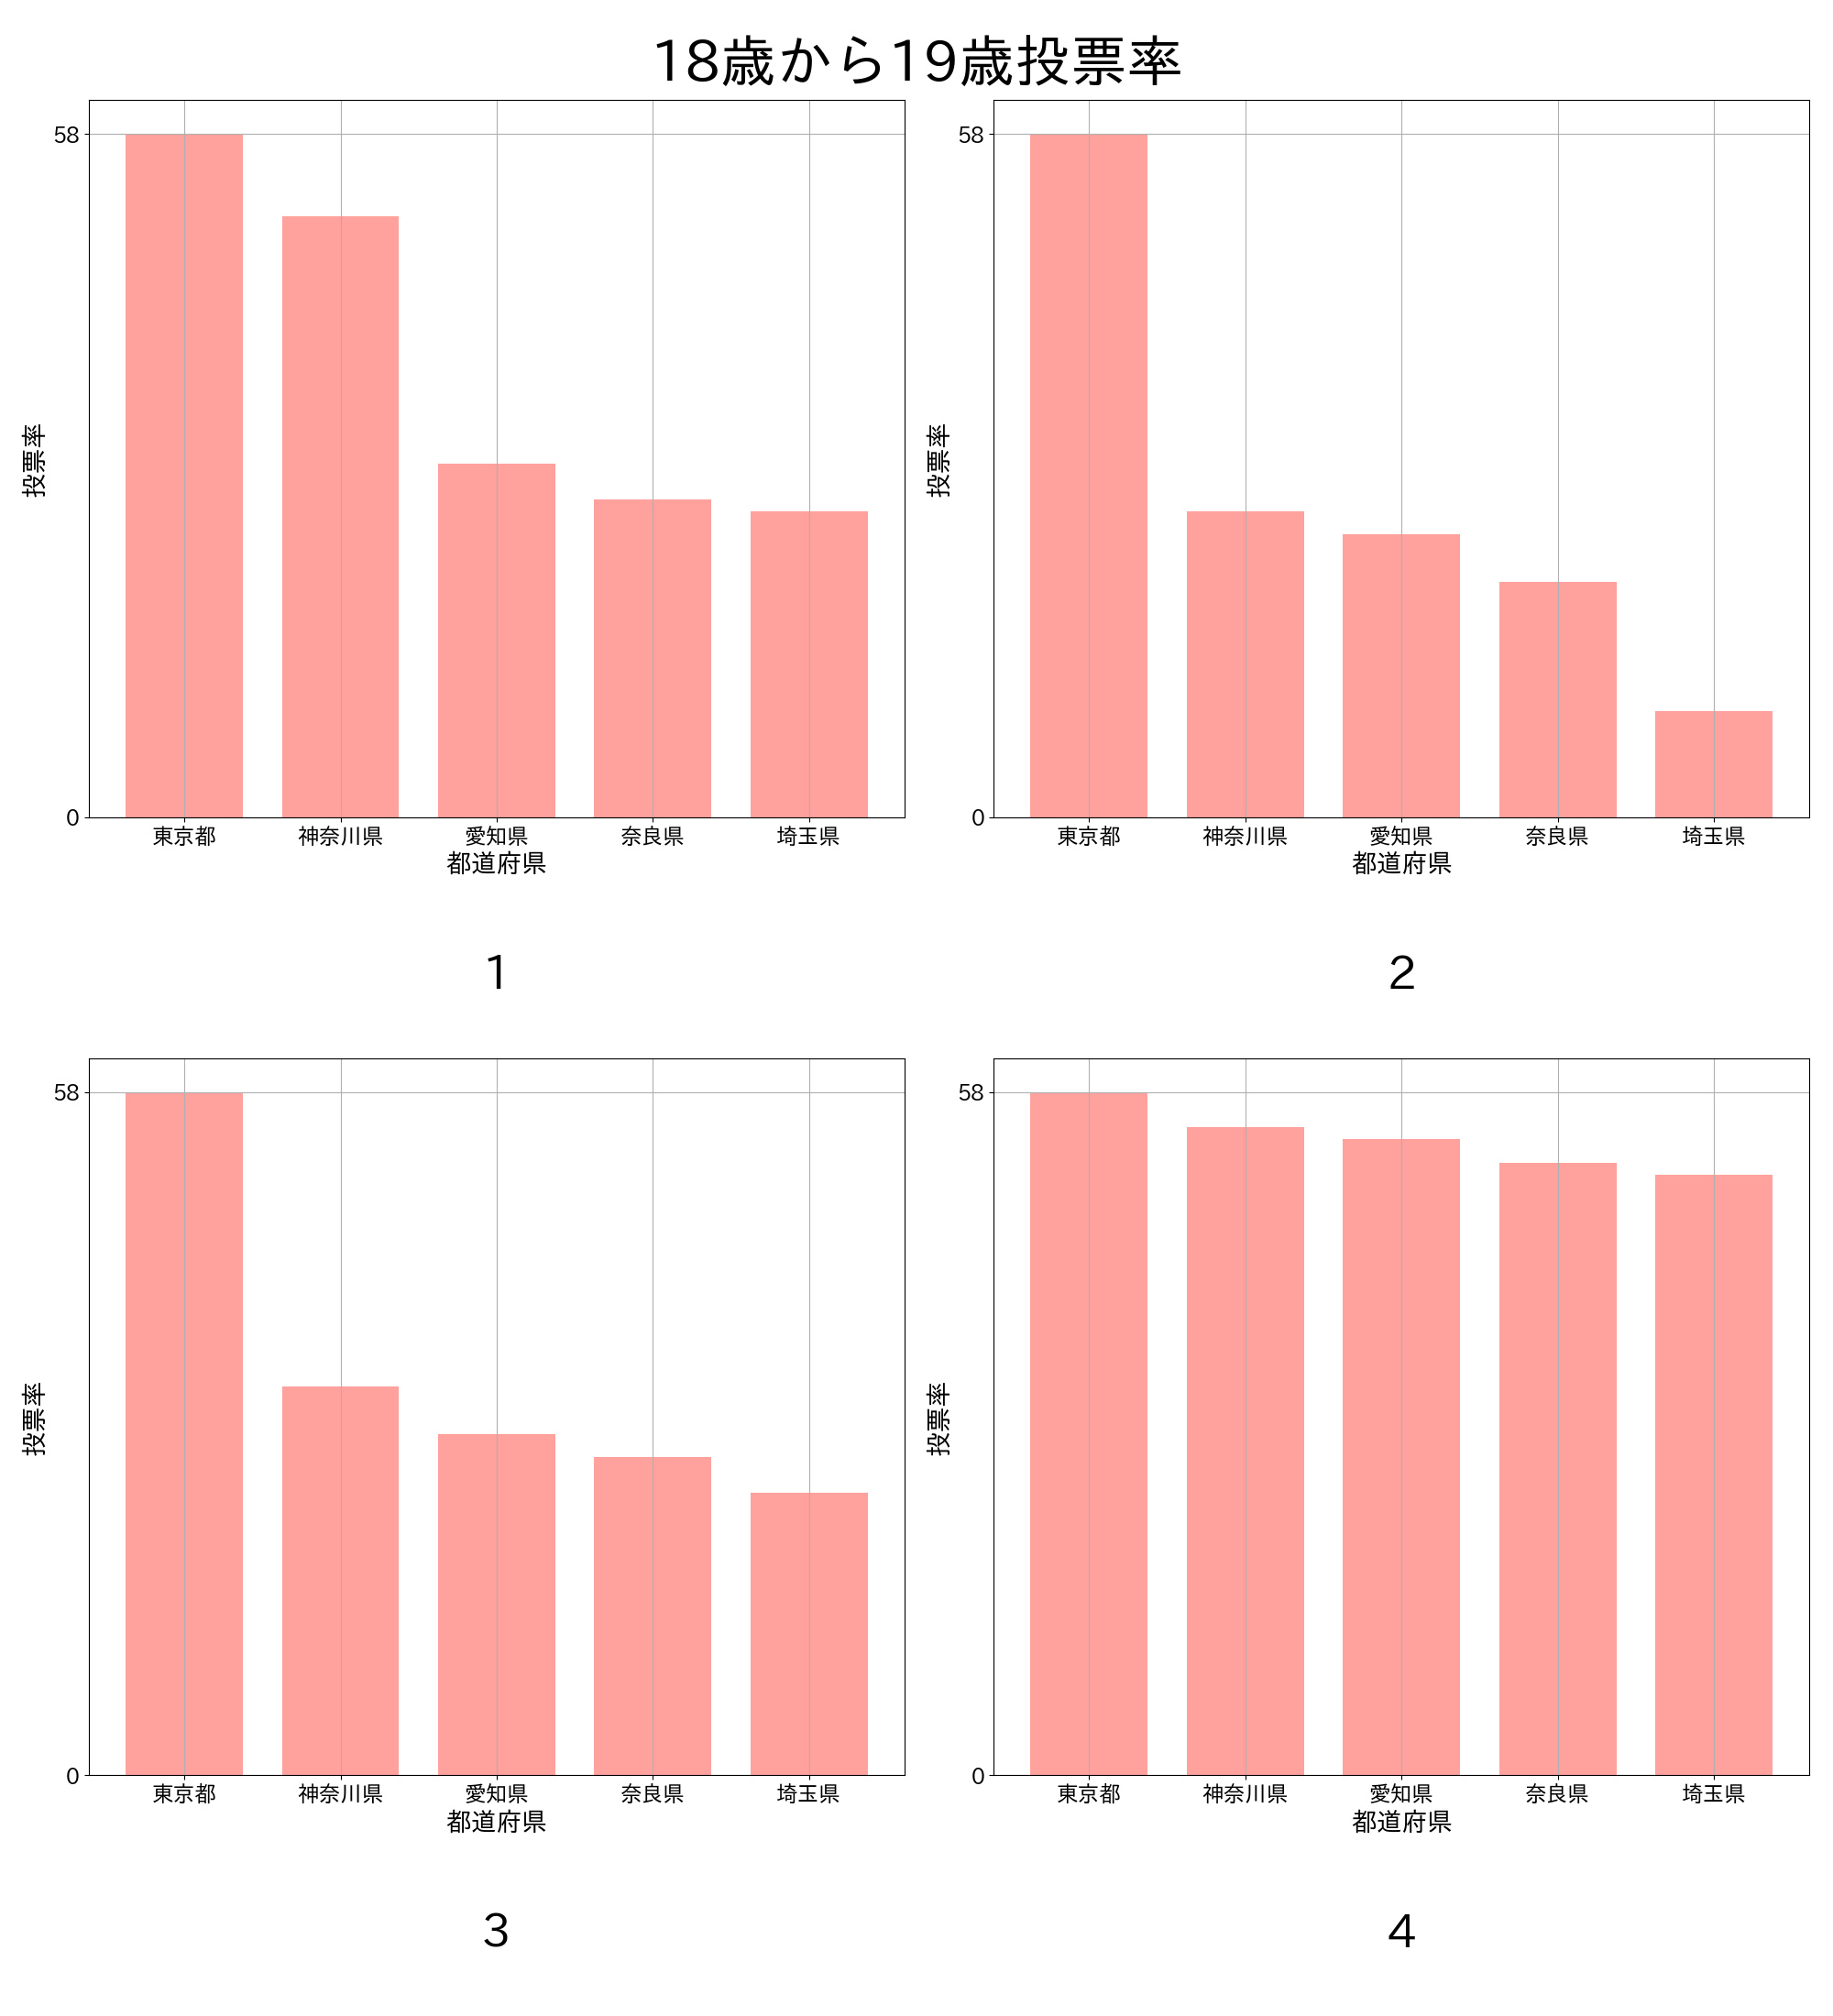 18歳から19歳投票率
58
0
投票率
東京都 神奈川県 愛知県 奈良県 埼玉県
都道府県
1
58
0
投票率
東京都 神奈川県 愛知県 奈良県 埼玉県
都道府県
2
58
0
投票率
東京都 神奈川県 愛知県 奈良県 埼玉県
都道府県
3
58
0
投票率
東京都 神奈川県 愛知県 奈良県 埼玉県
都道府県
4